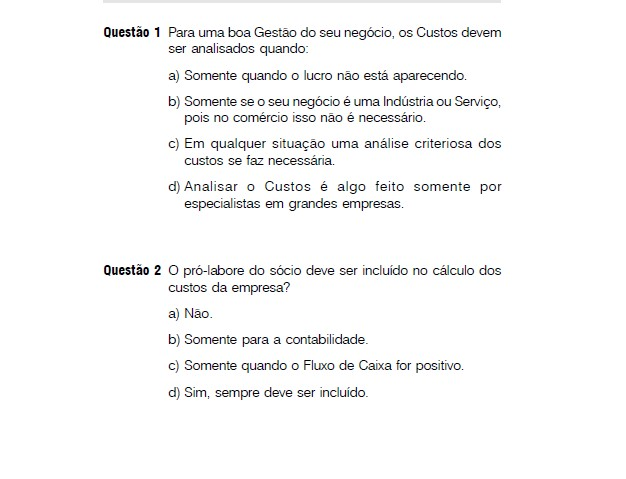 Questão 1 Para uma boa Gestão do seu negócio, os Custos devem
ser analisados quando:
a) Somente quando o lucro não está aparecendo.
b) Somente se o seu negócio é uma Indústria ou Serviço,
pois no comércio isso não é necessário.
c) Em qualquer situação uma análise criteriosa dos
custos se faz necessária.
d) Analisar o Custos é algo feito somente por
especialistas em grandes empresas.
Questão 2 O pró-labore do sócio deve ser incluído no cálculo dos
custos da empresa?
a) Não.
b) Somente para a contabilidade.
c) Somente quando o Fluxo de Caixa for positivo.
d) Sim, sempre deve ser incluído.